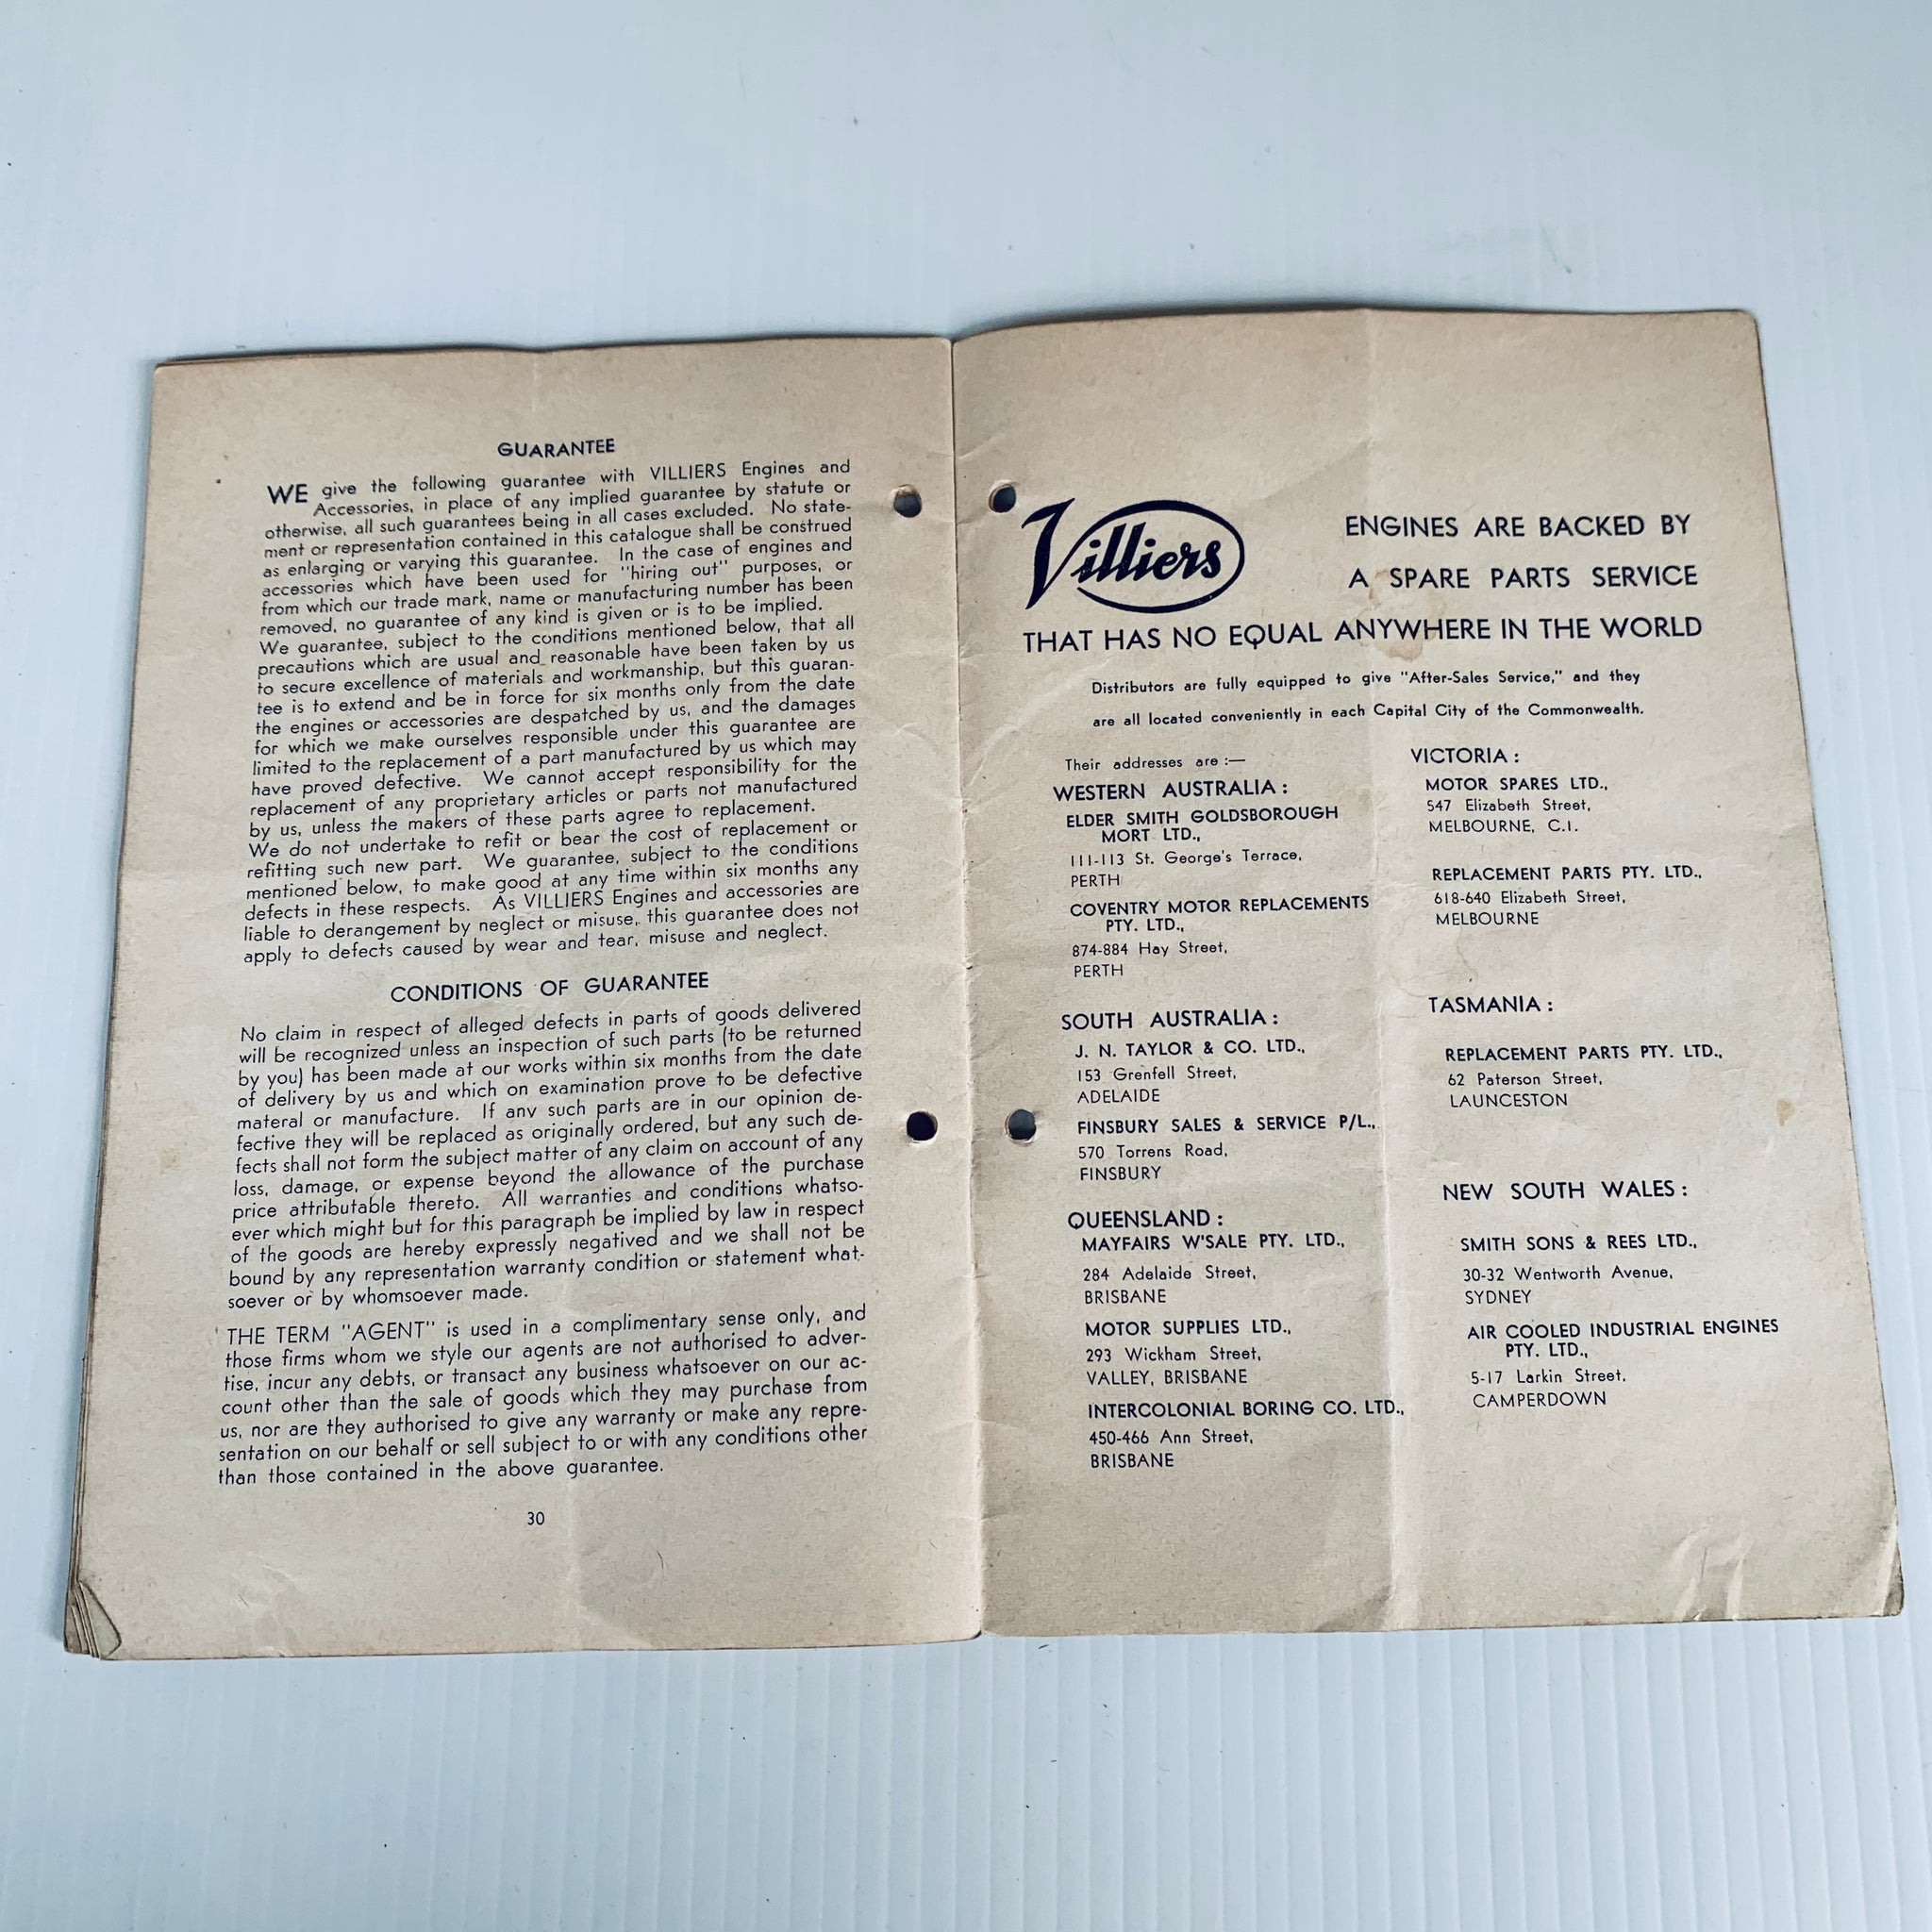 GUARANTEE
WE give the following guarantee with VILLIERS Engines and
Accessories, in place of any implied guarantee by statute or
otherwise, all such guarantees being in all cases excluded. No state-
ment or representation contained in this catalogue shall be construed
as enlarging or varying this guarantee. In the case of engines and
accessories which have been used for "hiring out" purposes, or
from which our trade mark, name or manufacturing number has been
removed, no guarantee of any kind is given or is to be implied.
We guarantee, subject to the conditions mentioned below, that all
precautions which are usual and reasonable have been taken by us
to secure excellence of materials and workmanship, but this guaran-
tee is to extend and be in force for six months only from the date
the engines or accessories are despatched by us, and the damages
for which we make ourselves responsible under this guarantee are
limited to the replacement of a part manufactured by us which may
have proved defective. We cannot accept responsibility for the
replacement of any proprietary articles or parts not manufactured
by us, unless the makers of these parts agree to replacement.
We do not undertake to refit or bear the cost of replacement or
refitting such new part. We guarantee, subject to the conditions
mentioned below, to make good at any time within six months any
defects in these respects. As VILLIERS Engines and accessories are
liable to derangement by neglect or misuse, this guarantee does not
apply to defects caused by wear and tear, misuse and neglect.
CONDITIONS OF GUARANTEE
No claim in respect of alleged defects in parts of goods delivered
will be recognized unless an inspection of such parts (to be returned
by you) has been made at our works within six months from the date
of delivery by us and which on examination prove to be defective
materal or manufacture. If any such parts are in our opinion de-
fective they will be replaced as originally ordered, but any such de-
fects shall not form the subject matter of any claim on account of any
loss, damage, or expense beyond the allowance of the purchase
price attributable thereto. All warranties and conditions whatso-
ever which might but for this paragraph be implied by law in respect
of the goods are hereby expressly negatived and we shall not be
bound by any representation warranty condition or statement what-
soever or by whomsoever made.
THE TERM "AGENT" is used in a complimentary sense only, and
those firms whom we style our agents are not authorised to adver-
tise, incur any debts, or transact any business whatsoever on our ac-
count other than the sale of goods which they may purchase from
us, nor are they authorised to give any warranty or make any repre-
sentation on our behalf or sell subject to or with any conditions other
than those contained in the above guarantee.
30
Villiers
ENGINES ARE BACKED BY
A SPARE PARTS SERVICE
THAT HAS NO EQUAL ANYWHERE IN THE WORLD
Distributors are fully equipped to give "After-Sales Service," and they
are all located conveniently in each Capital City of the Commonwealth.
Their addresses are :—
WESTERN AUSTRALIA :
ELDER SMITH GOLDSBOROUGH
MORT LTD.,
111-113 St. George's Terrace,
PERTH
COVENTRY MOTOR REPLACEMENTS
PTY. LTD.,
874-884 Hay Street,
PERTH
SOUTH AUSTRALIA :
J. N. TAYLOR & CO. LTD.,
153 Grenfell Street,
ADELAIDE
FINSBURY SALES & SERVICE P/L.,
570 Torrens Road,
FINSBURY
QUEENSLAND :
MAYFAIRS W'SALE PTY. LTD.,
284 Adelaide Street,
BRISBANE
MOTOR SUPPLIES LTD.,
293 Wickham Street,
VALLEY, BRISBANE
INTERCOLONIAL BORING CO. LTD.,
450-466 Ann Street,
BRISBANE
VICTORIA :
MOTOR SPARES LTD.,
547 Elizabeth Street,
MELBOURNE, C.I.
REPLACEMENT PARTS PTY. LTD.,
618-640 Elizabeth Street,
MELBOURNE
TASMANIA :
REPLACEMENT PARTS PTY. LTD.,
62 Paterson Street,
LAUNCESTON
NEW SOUTH WALES :
SMITH SONS & REES LTD.,
30-32 Wentworth Avenue,
SYDNEY
AIR COOLED INDUSTRIAL ENGINES
PTY. LTD.,
5-17 Larkin Street,
CAMPERDOWN